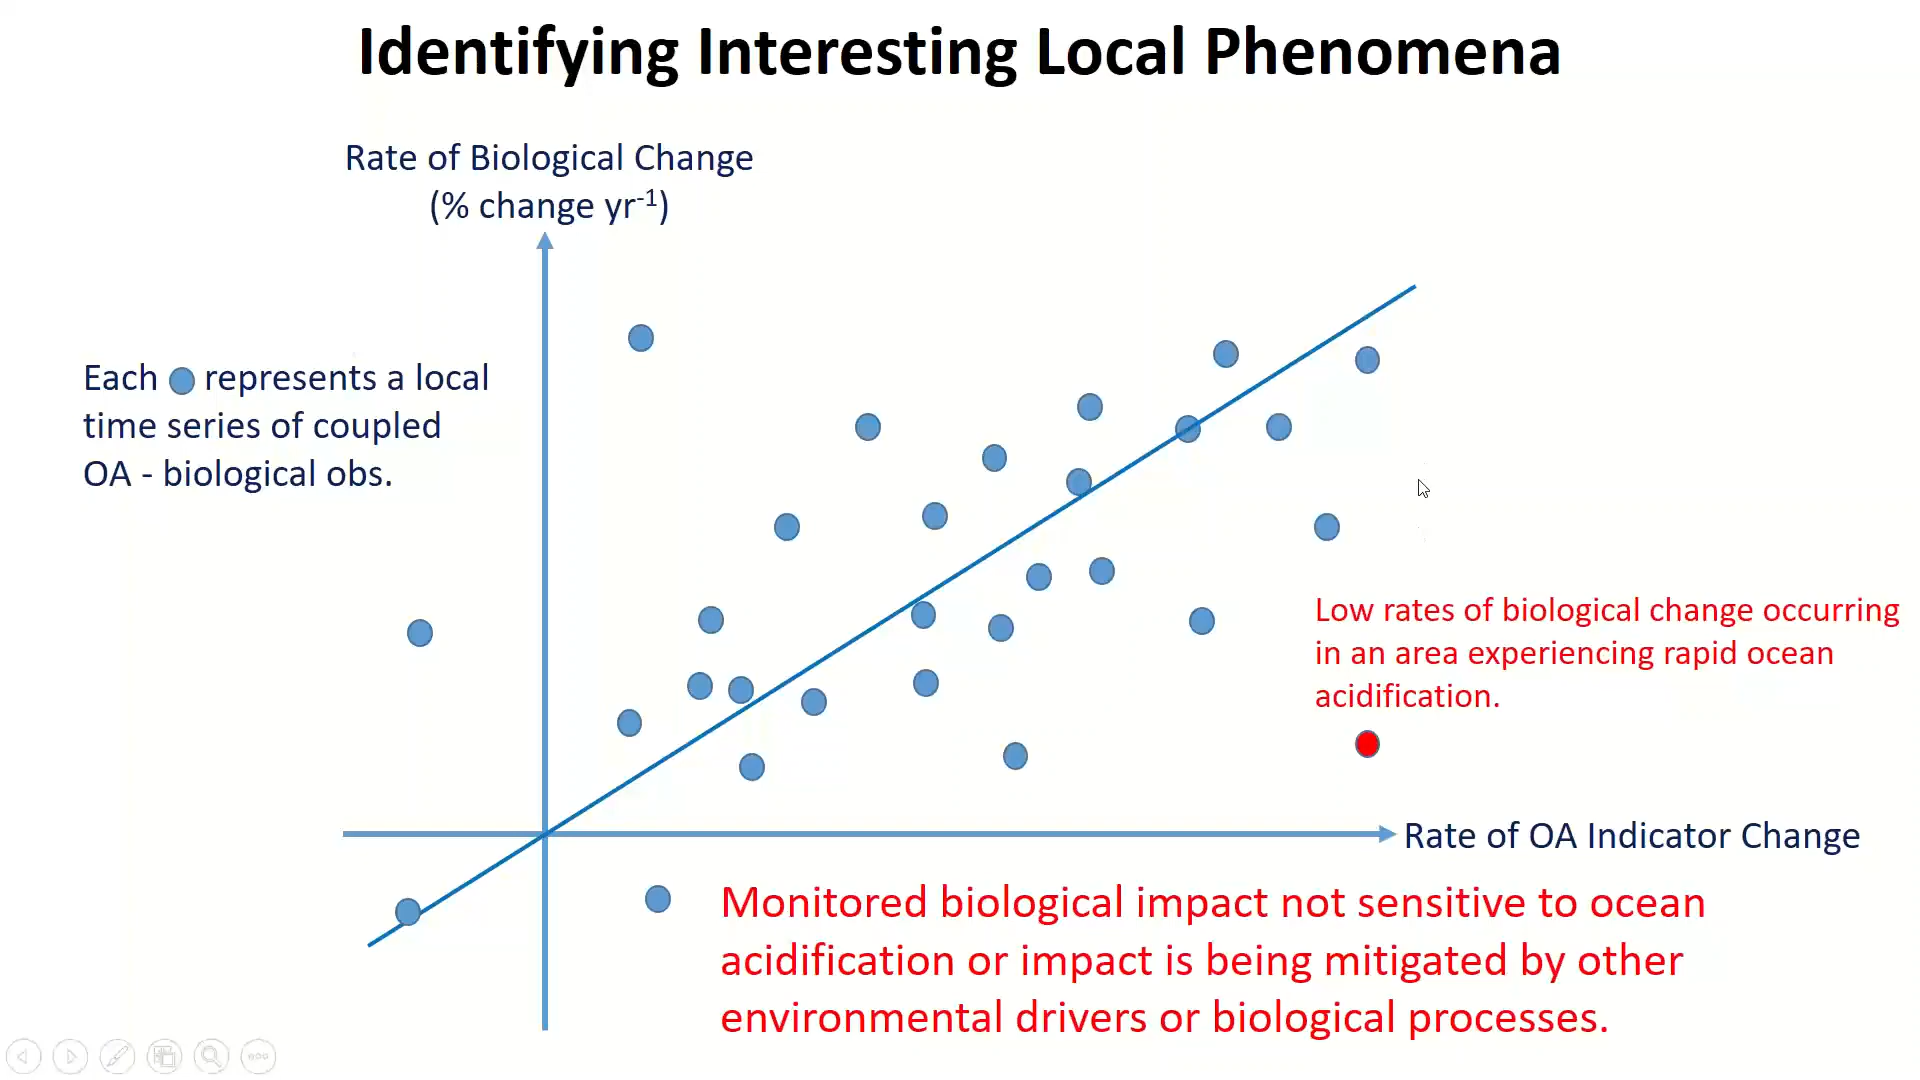 Identifying Interesting Local Phenomena
Rate of Biological Change
(% change yr-1)
Each represents a local
time series of coupled
OA - biological obs.
Low rates of biological change occurring
in an area experiencing rapid ocean
acidification.
Rate of OA Indicator Change
Monitored biological impact not sensitive to ocean
acidification or impact is being mitigated by other
environmental drivers or biological processes.